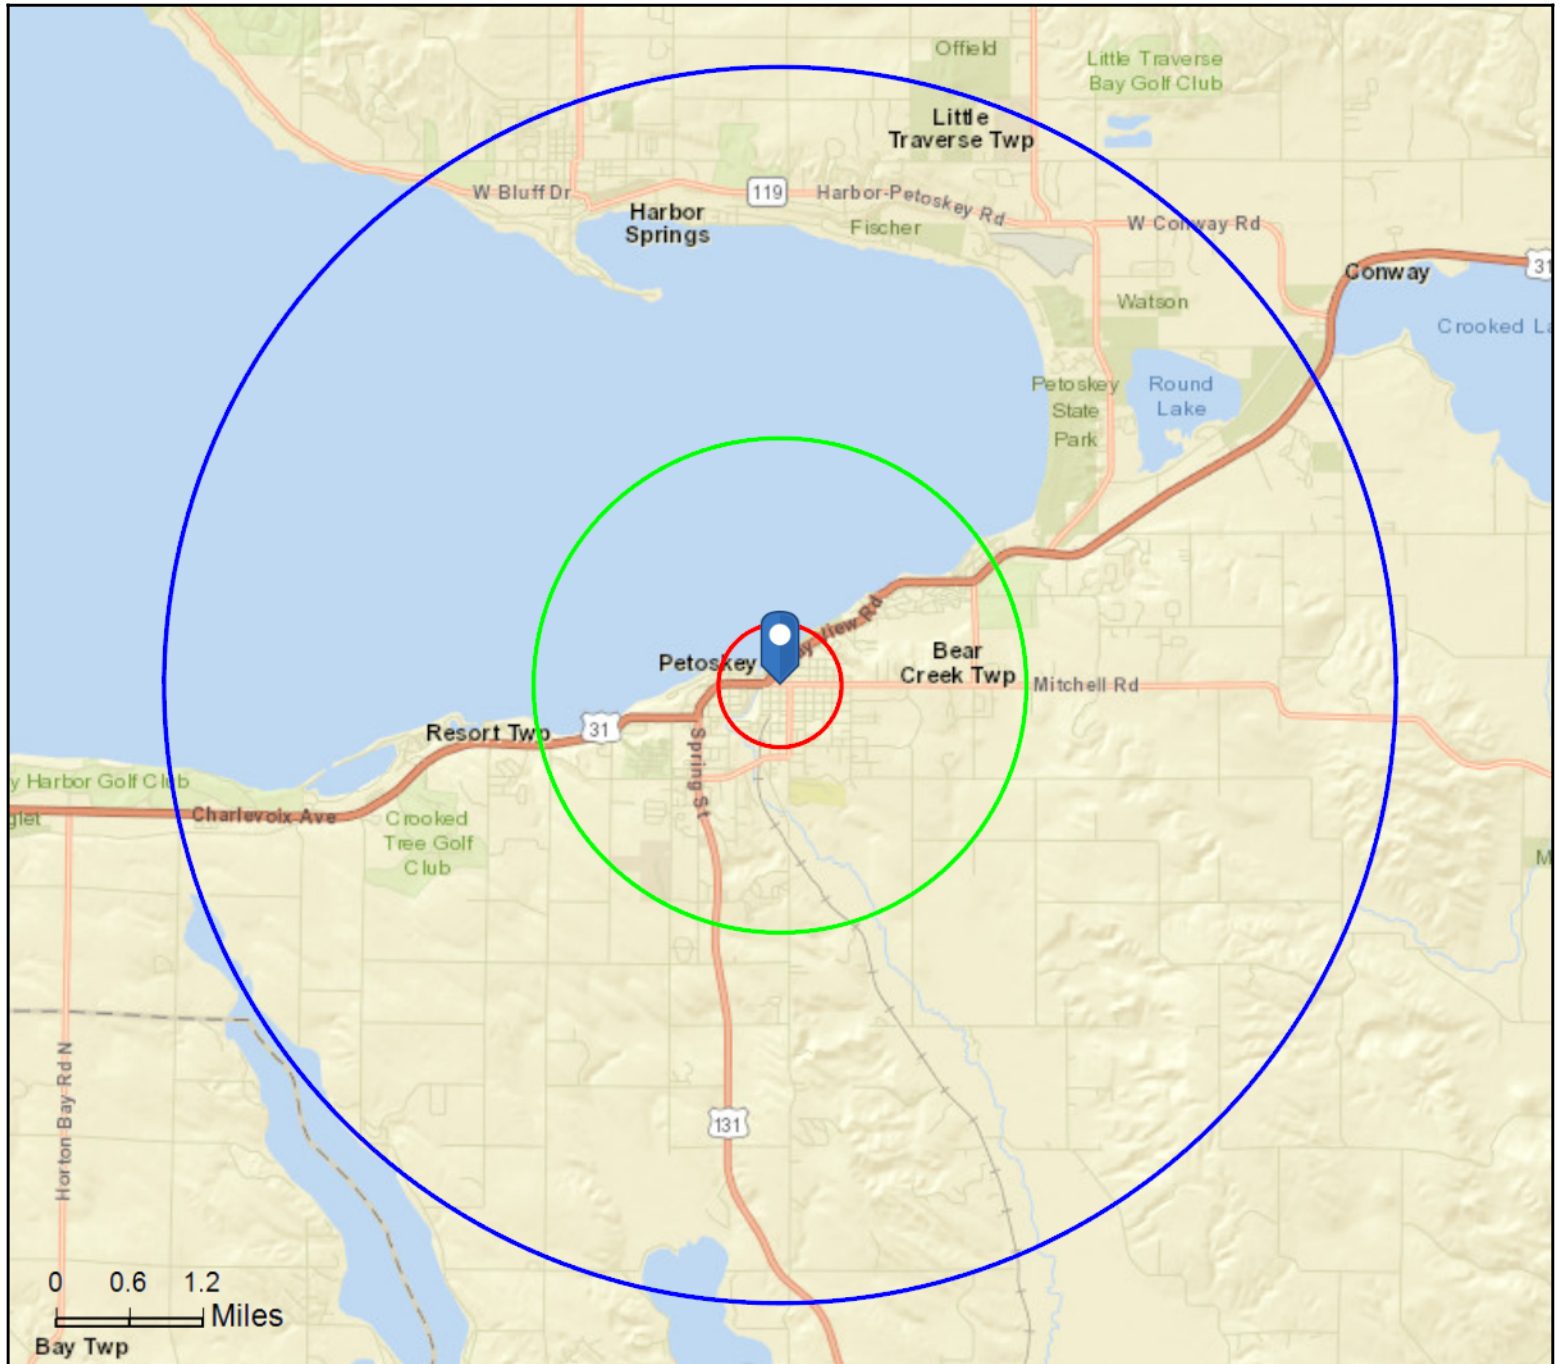 Offield
Little Traverse
Bay Golf Club
Little
Traverse Twp
W Bluff Dr
119
Harbor-Petoskey Rd
Harbor
Springs
Fischer
W Conway Rd
Conway
31
Watson
Crooked La
Petoskey
State
Park
Round
Lake
ay View Rd
Petoskey
Bear
Creek Twp
Mitchell Rd
Resort Twp
31
Spring St
y Harbor Golf Club
glet
Charlevoix Ave
Crooked
Tree Golf
Club
M
Horton Bay Rd N
131
0 0.6 1.2
Miles
Bay Twp